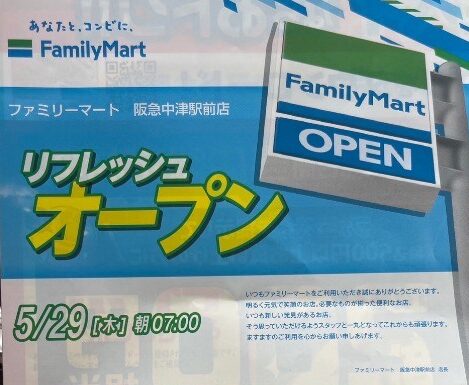 あなたと、コンビに、
FamilyMart
ファミリーマート 阪急中津駅前店
FamilyMart
OPEN
リフレッシュ
オープン
5/29 [木] 朝07:00
いつもファミリーマートをご利用いただき誠にありがとうございます。
明るく元気で笑顔のお店。必要なものが揃った便利なお店。
いつも新しい発見があるお店。
そう思っていただけるようスタッフと一丸となってこれからも頑張ります。
ますますのご利用を心からお願い申しあげます。
ファミリーマート 阪急中津駅前店 店長